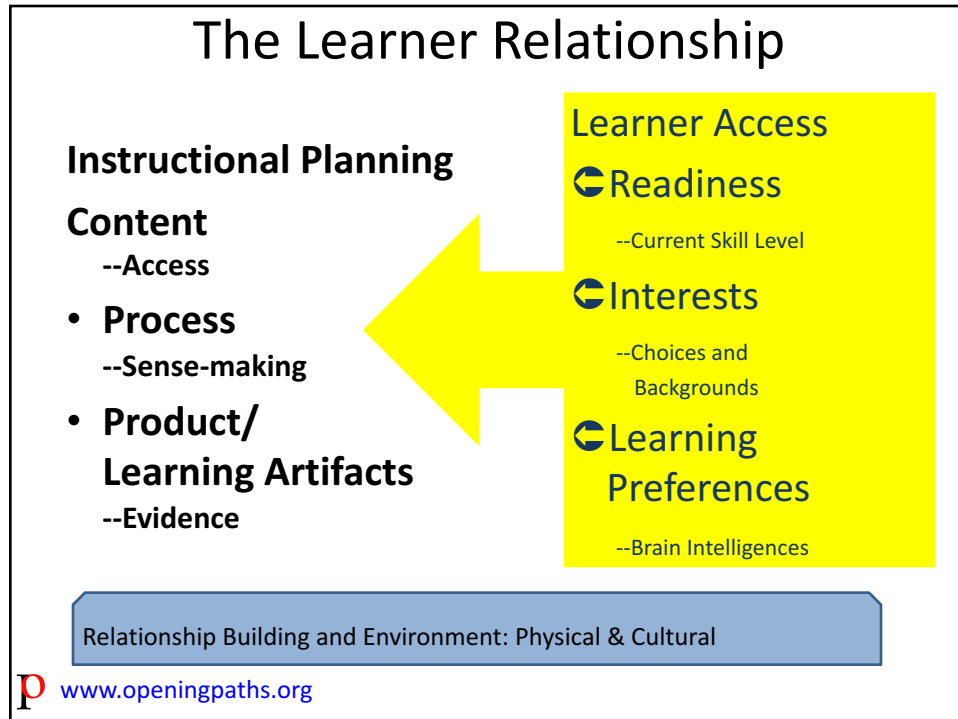 The Learner Relationship
Instructional Planning
Content
--Access
• Process
--Sense-making
• Product/
Learning Artifacts
--Evidence
Learner Access
➲Readiness
--Current Skill Level
➲Interests
--Choices and
Backgrounds
➲Learning
Preferences
--Brain Intelligences
Relationship Building and Environment: Physical & Cultural
www.openingpaths.org